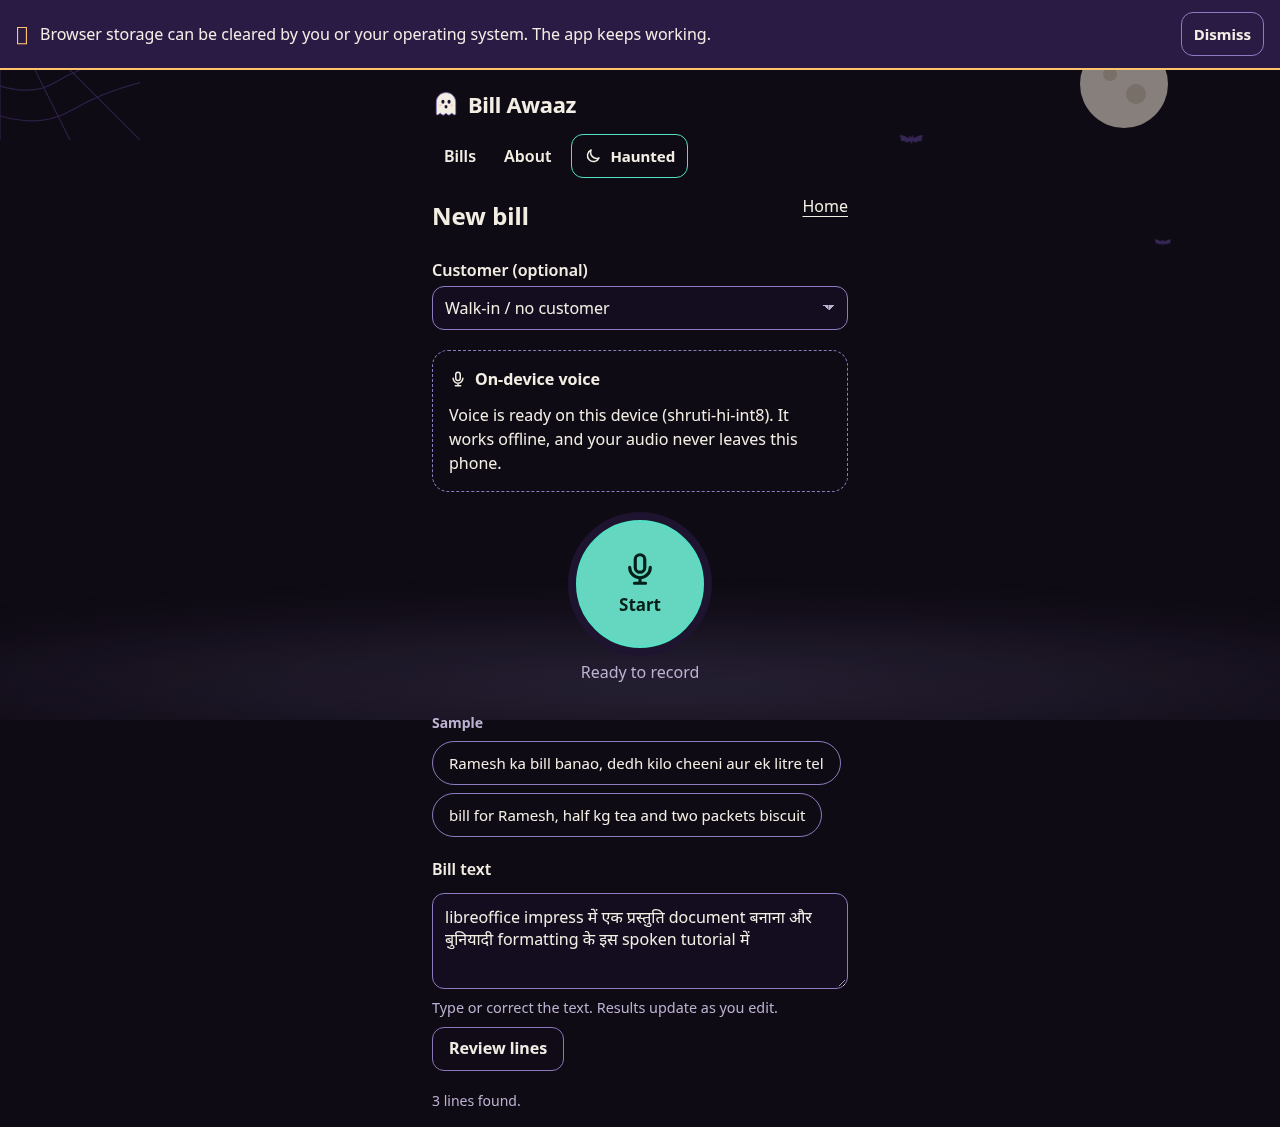 Browser storage can be cleared by you or your operating system. The app keeps working.
Dismiss
Bill Awaaz
Bills
About
Haunted
New bill
Home
Customer (optional)
Walk-in / no customer
On-device voice
Voice is ready on this device (shruti-hi-int8). It
works offline, and your audio never leaves this
phone.
Start
Ready to record
Sample
Ramesh ka bill banao, dedh kilo cheeni aur ek litre tel
bill for Ramesh, half kg tea and two packets biscuit
Bill text
libreoffice impress में एक प्रस्तुति document बनाना और
बुनियादी formatting के इस spoken tutorial में
Type or correct the text. Results update as you edit.
Review lines
3 lines found.